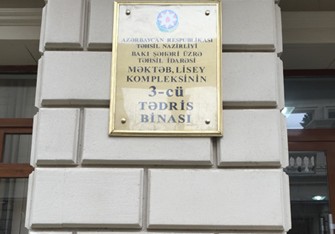 AZƏRBAYCAN RESPUBLİKASI
TƏHSİL NAZİRLİYİ
BAKI ŞƏHƏRİ ÜZRƏ
TƏHSİL İDARƏSİ
MƏKTƏB, LİSEY
KOMPLEKSİNİN
3-cü
TƏDRİS
BİNASI